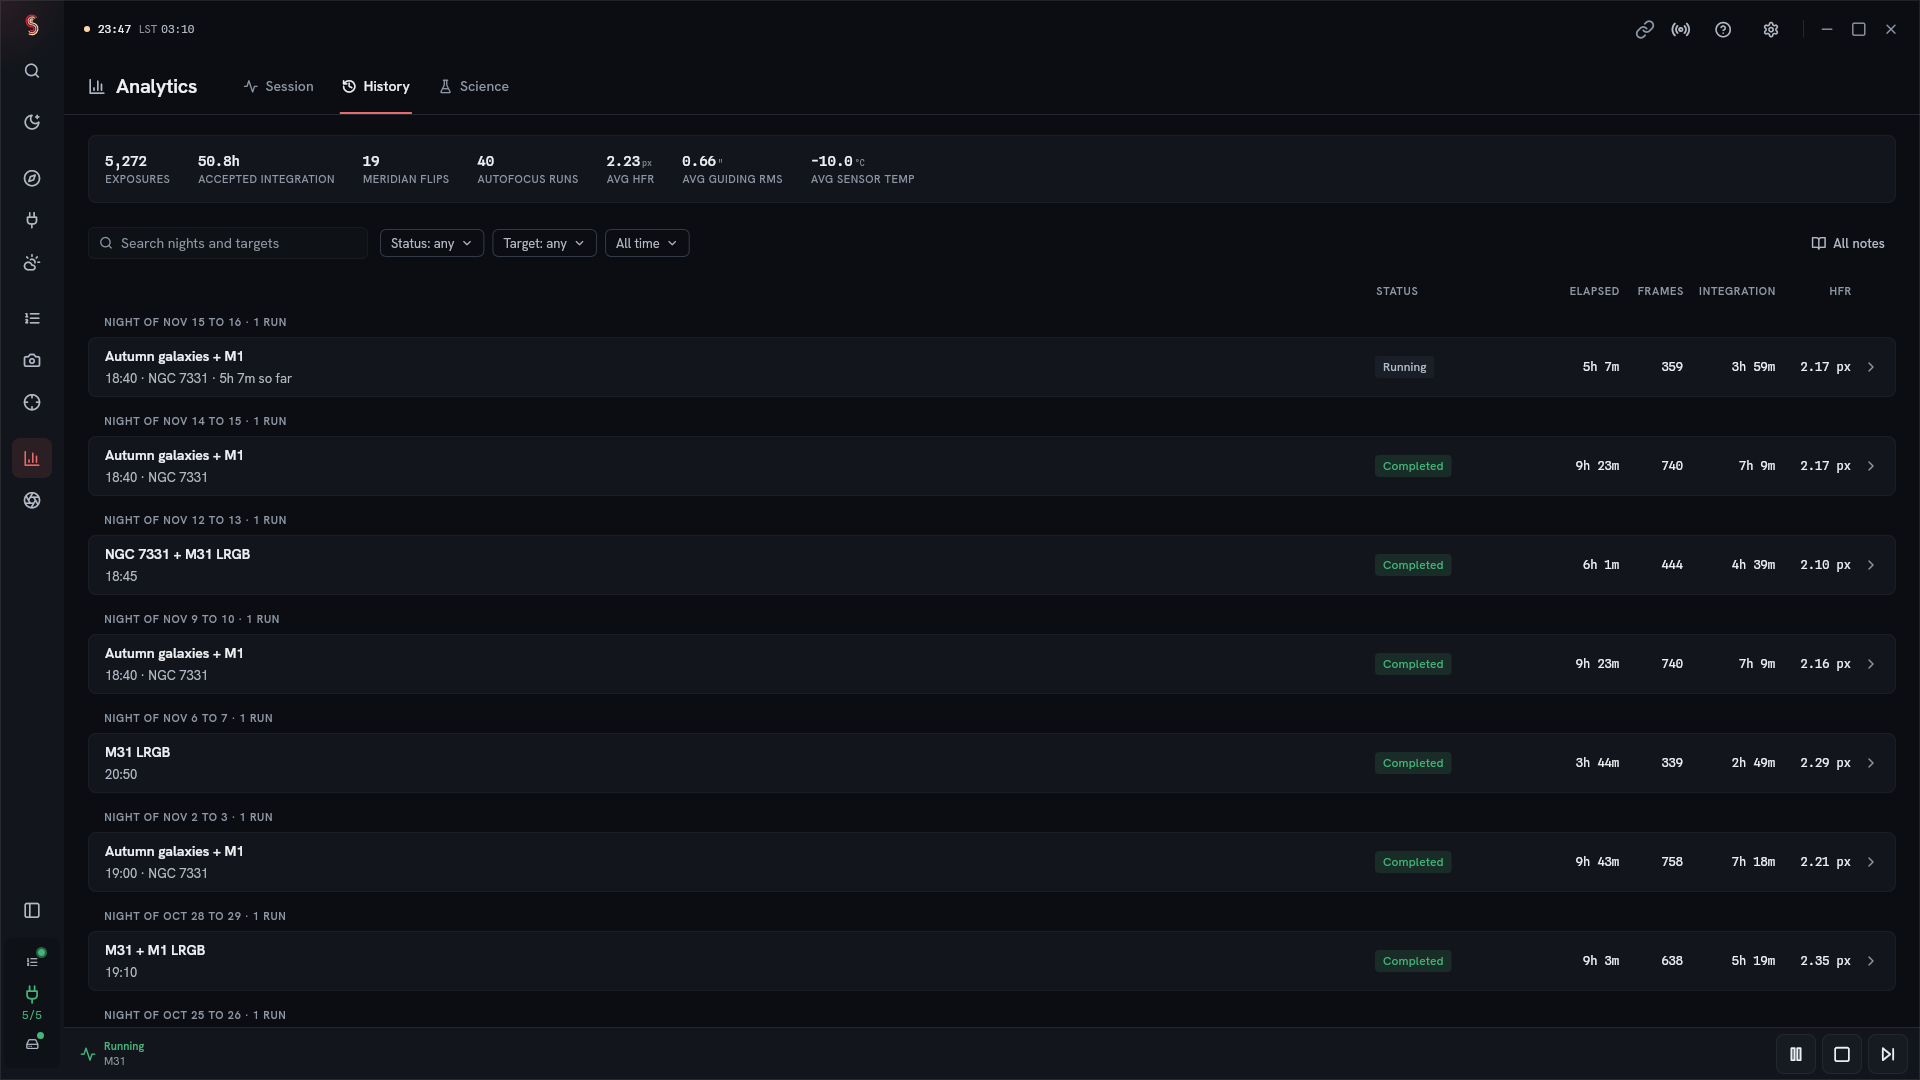 23:47 LST 03:10
Analytics Session History Science
5,272 50.8h 19 40 2.23 px 0.66 " -10.0 °C
EXPOSURES ACCEPTED INTEGRATION MERIDIAN FLIPS AUTOFOCUS RUNS AVG HFR AVG GUIDING RMS AVG SENSOR TEMP
Search nights and targets Status: any Target: any All time All notes
STATUS ELAPSED FRAMES INTEGRATION HFR
NIGHT OF NOV 15 TO 16 · 1 RUN
Autumn galaxies + M1
18:40 · NGC 7331 · 5h 7m so far
Running 5h 7m 359 3h 59m 2.17 px
NIGHT OF NOV 14 TO 15 · 1 RUN
Autumn galaxies + M1
18:40 · NGC 7331
Completed 9h 23m 740 7h 9m 2.17 px
NIGHT OF NOV 12 TO 13 · 1 RUN
NGC 7331 + M31 LRGB
18:45
Completed 6h 1m 444 4h 39m 2.10 px
NIGHT OF NOV 9 TO 10 · 1 RUN
Autumn galaxies + M1
18:40 · NGC 7331
Completed 9h 23m 740 7h 9m 2.16 px
NIGHT OF NOV 6 TO 7 · 1 RUN
M31 LRGB
20:50
Completed 3h 44m 339 2h 49m 2.29 px
NIGHT OF NOV 2 TO 3 · 1 RUN
Autumn galaxies + M1
19:00 · NGC 7331
Completed 9h 43m 758 7h 18m 2.21 px
NIGHT OF OCT 28 TO 29 · 1 RUN
M31 + M1 LRGB
19:10
Completed 9h 3m 638 5h 19m 2.35 px
NIGHT OF OCT 25 TO 26 · 1 RUN
5/5
Running
M31